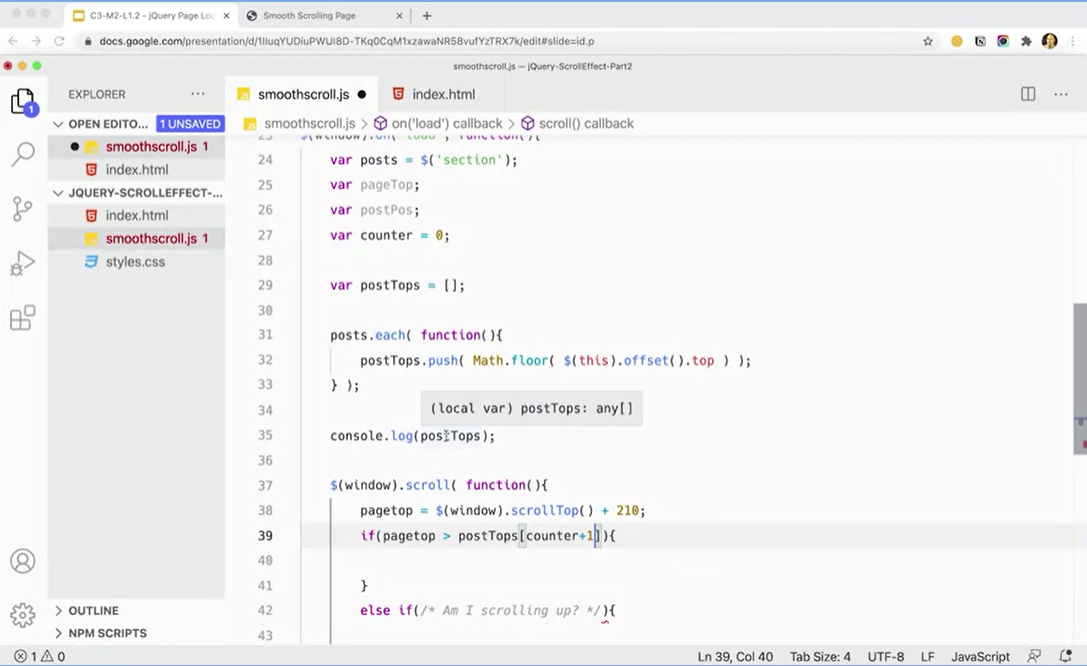 C3-M2-L1.2 - jQuery Page Loc
Smooth Scrolling Page
docs.google.com/presentation/d/1lIuqYUDiuPWUI8D-TKq0CqM1xzawaNR58vufYzTRX7k/edit#slide=id.p
smoothscroll.js — jQuery-ScrollEffect-Part2
EXPLORER
smoothscroll.js
index.html
OPEN EDITO... 1 UNSAVED
smoothscroll.js > on('load') callback > scroll() callback
smoothscroll.js 1
index.html
JQUERY-SCROLLEFFECT-...
index.html
smoothscroll.js 1
styles.css
1
23 $(window).on('load', function(){
24 var posts = $('section');
25 var pageTop;
26 var postPos;
27 var counter = 0;
28
29 var postTops = [];
30
31 posts.each( function(){
32 postTops.push( Math.floor( $(this).offset().top ) );
33 } );
34
(local var) postTops: any[]
35 console.log(postTops);
36
37 $(window).scroll( function(){
38 pagetop = $(window).scrollTop() + 210;
39 if(pagetop > postTops[counter+1]){
40
41 }
42 else if(/* Am I scrolling up? */){
43
OUTLINE
NPM SCRIPTS
1 0
Ln 39, Col 40 Tab Size: 4 UTF-8 LF JavaScript